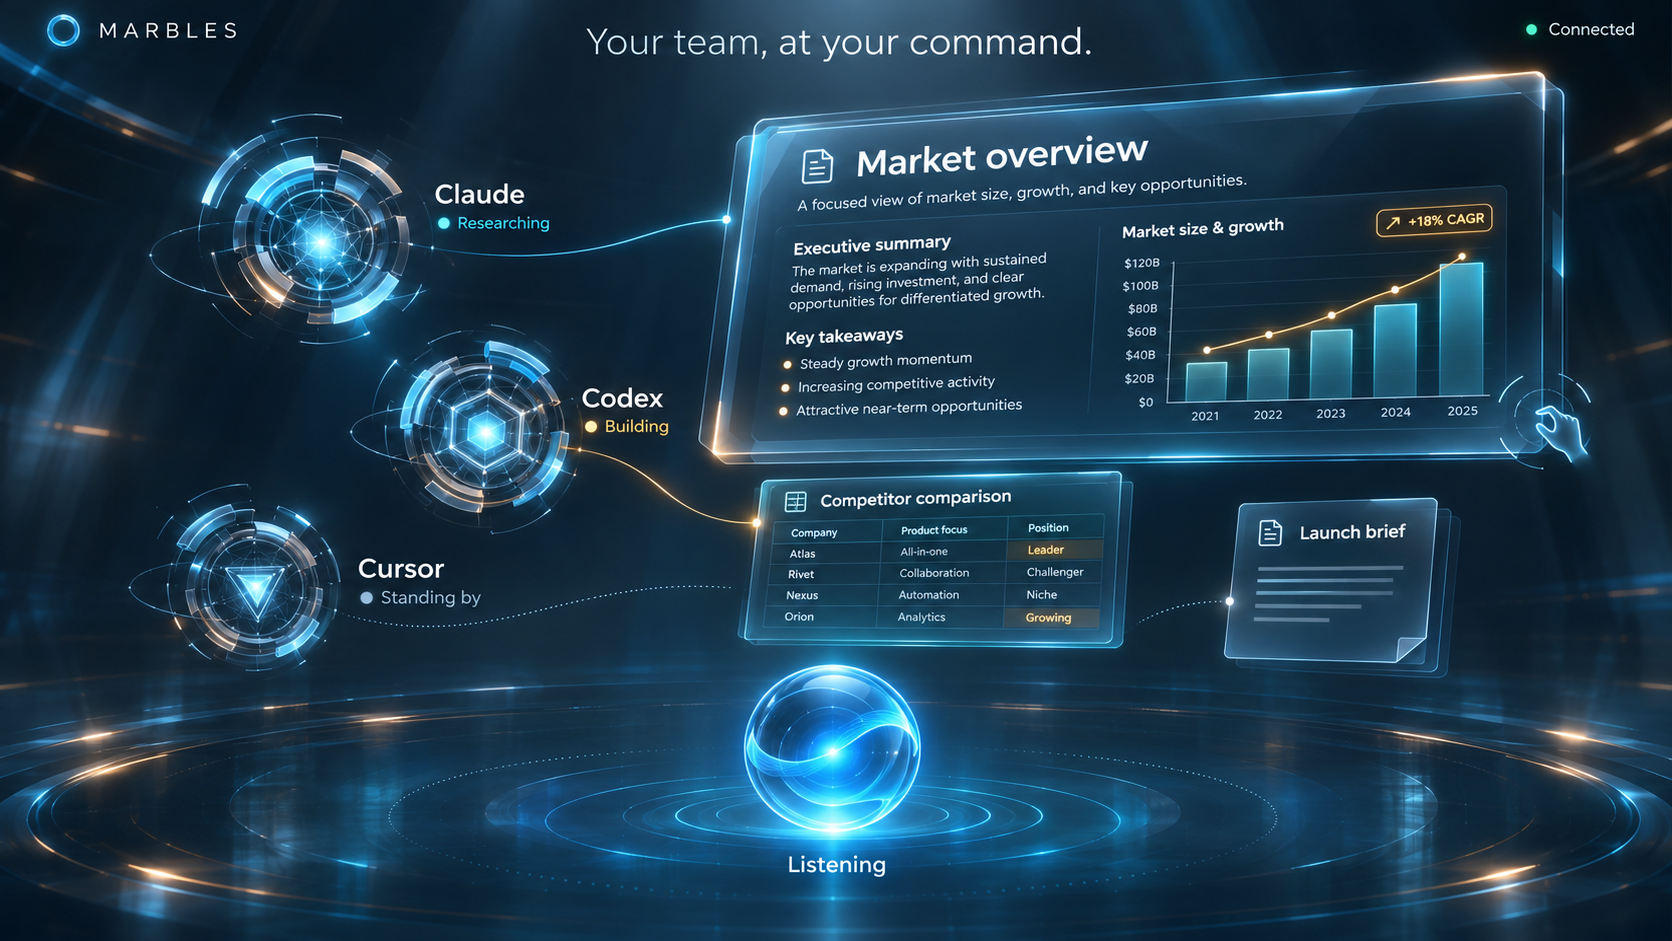 MARBLES
Your team, at your command.
Connected
Claude
Researching
Codex
Building
Cursor
Standing by
Market overview
A focused view of market size, growth, and key opportunities.
Executive summary
The market is expanding with sustained
demand, rising investment, and clear
opportunities for differentiated growth.
Key takeaways
Steady growth momentum
Increasing competitive activity
Attractive near-term opportunities
Market size & growth
+18% CAGR
$120B
$100B
$80B
$60B
$40B
$20B
$0
2021 2022 2023 2024 2025
Competitor comparison
Company Product focus Position
Atlas All-in-one Leader
Rivet Collaboration Challenger
Nexus Automation Niche
Orion Analytics Growing
Launch brief
Listening